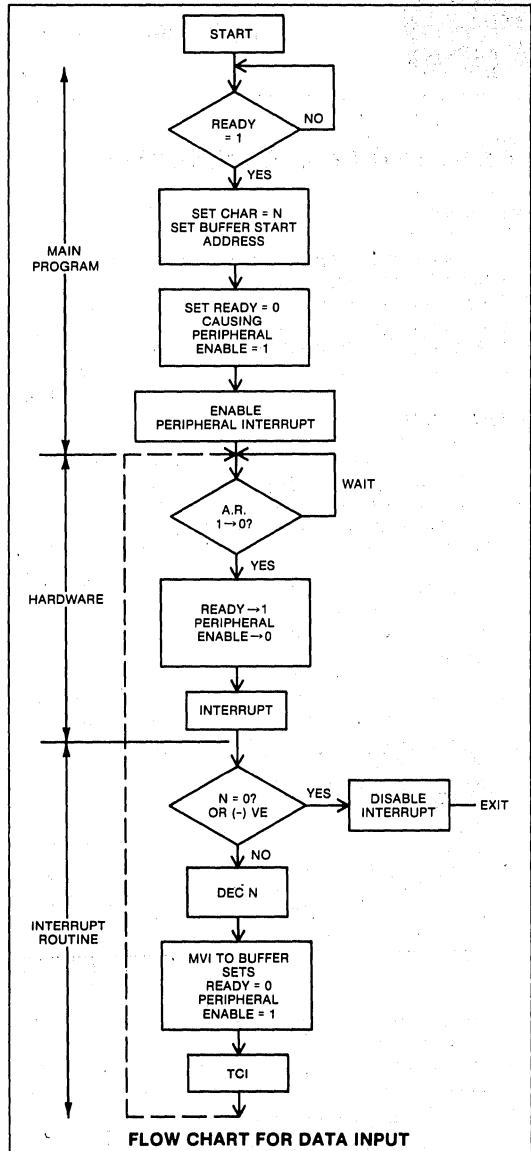 START
READY
= 1
NO
YES
SET CHAR = N
SET BUFFER START
ADDRESS
MAIN
PROGRAM
SET READY = 0
CAUSING
PERIPHERAL
ENABLE = 1
ENABLE
PERIPHERAL INTERRUPT
WAIT
A.R.
1→0?
YES
HARDWARE
READY→1
PERIPHERAL
ENABLE→0
INTERRUPT
N = 0?
OR (-) VE
YES
DISABLE
INTERRUPT
EXIT
NO
DEC N
INTERRUPT
ROUTINE
MVI TO BUFFER
SETS
READY = 0
PERIPHERAL
ENABLE = 1
TCI
FLOW CHART FOR DATA INPUT